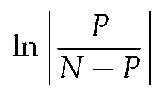 ln |P / (N − P)|